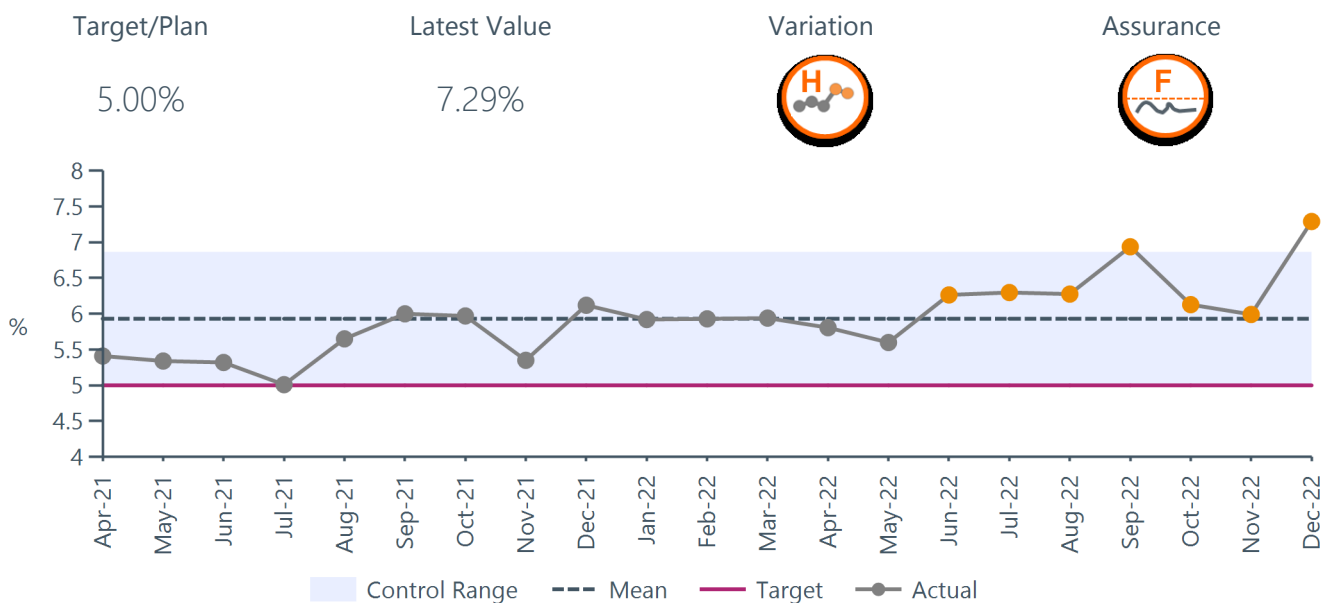 Target/Plan Latest Value Variation Assurance
5.00% 7.29% H F
8
7.5
7
6.5
6
5.5
5
4.5
4
%
Apr-21 May-21 Jun-21 Jul-21 Aug-21 Sep-21 Oct-21 Nov-21 Dec-21 Jan-22 Feb-22 Mar-22 Apr-22 May-22 Jun-22 Jul-22 Aug-22 Sep-22 Oct-22 Nov-22 Dec-22
Control Range Mean Target Actual